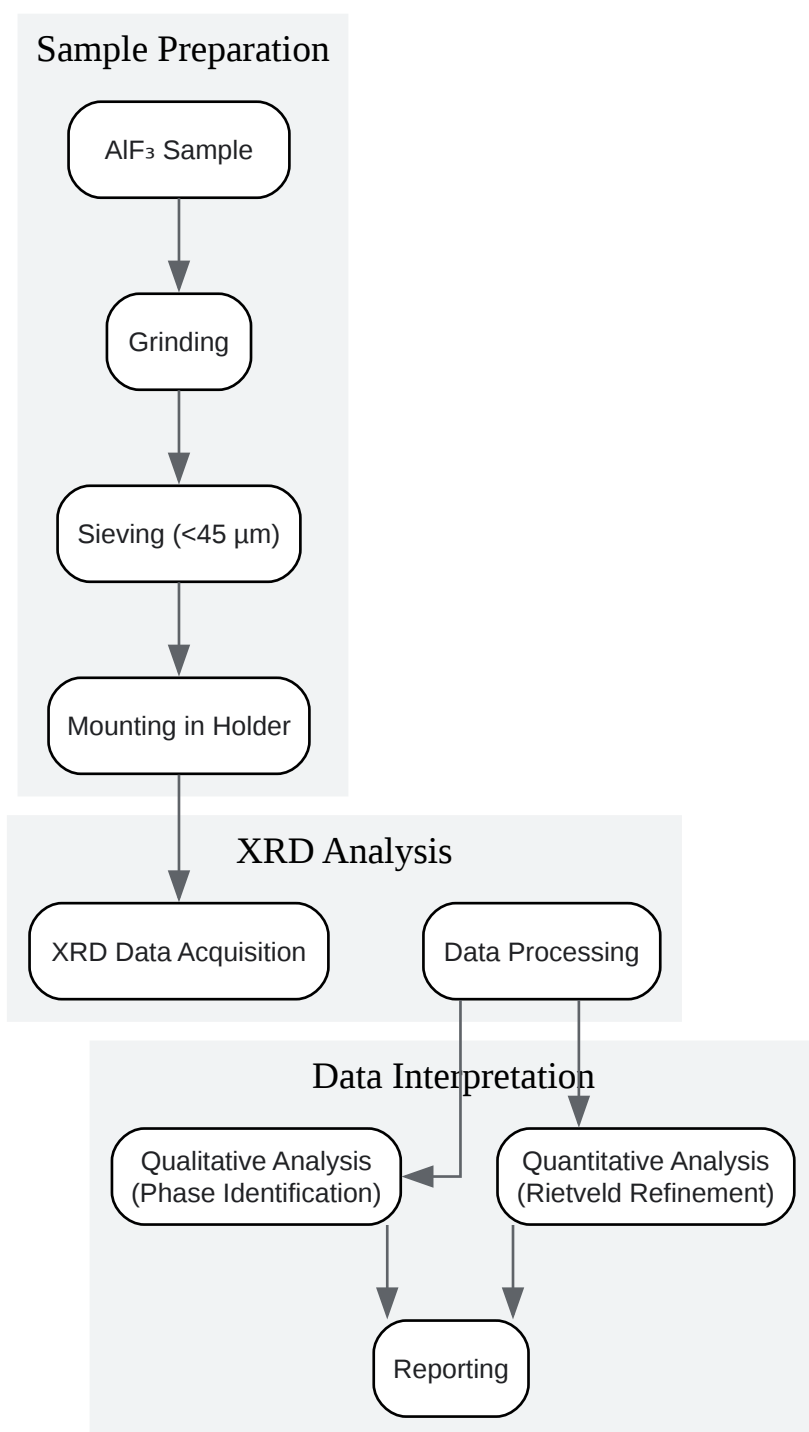 Sample Preparation
AlF₃ Sample
Grinding
Sieving (<45 µm)
Mounting in Holder
XRD Analysis
XRD Data Acquisition
Data Processing
Data Interpretation
Qualitative Analysis
(Phase Identification)
Quantitative Analysis
(Rietveld Refinement)
Reporting